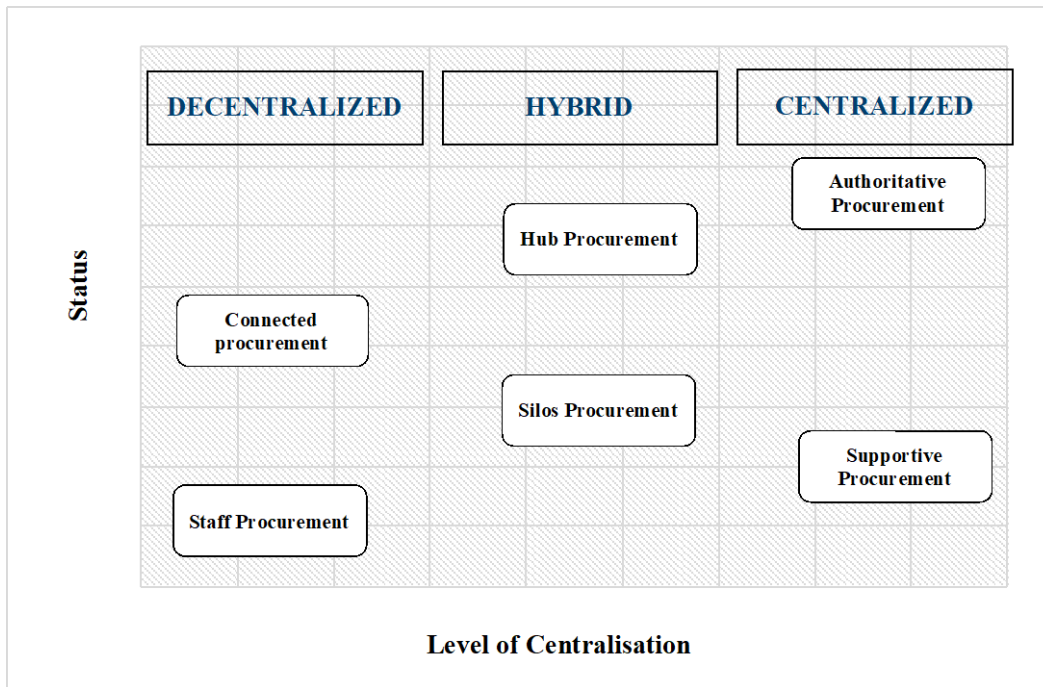 DECENTRALIZED
HYBRID
CENTRALIZED
Authoritative
Procurement
Hub Procurement
Status
Connected
procurement
Silos Procurement
Supportive
Procurement
Staff Procurement
Level of Centralisation